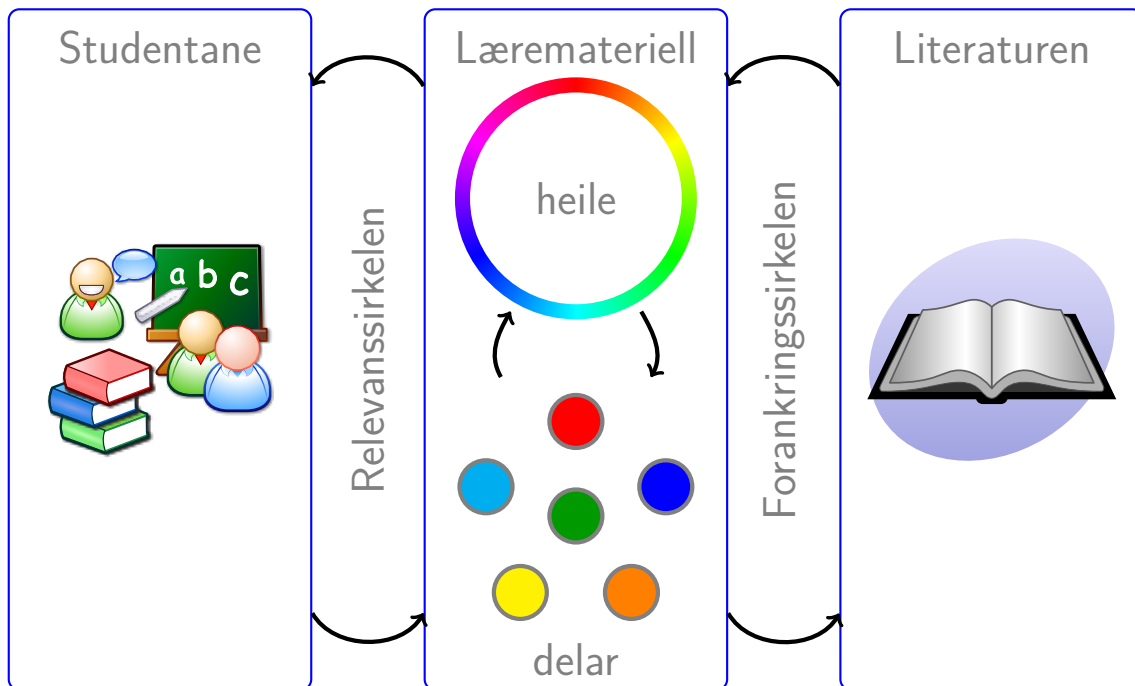 Studentane
Læremateriell
Literaturen
heile
Relevanssirkelen
Forankringssirkelen
a b c
delar